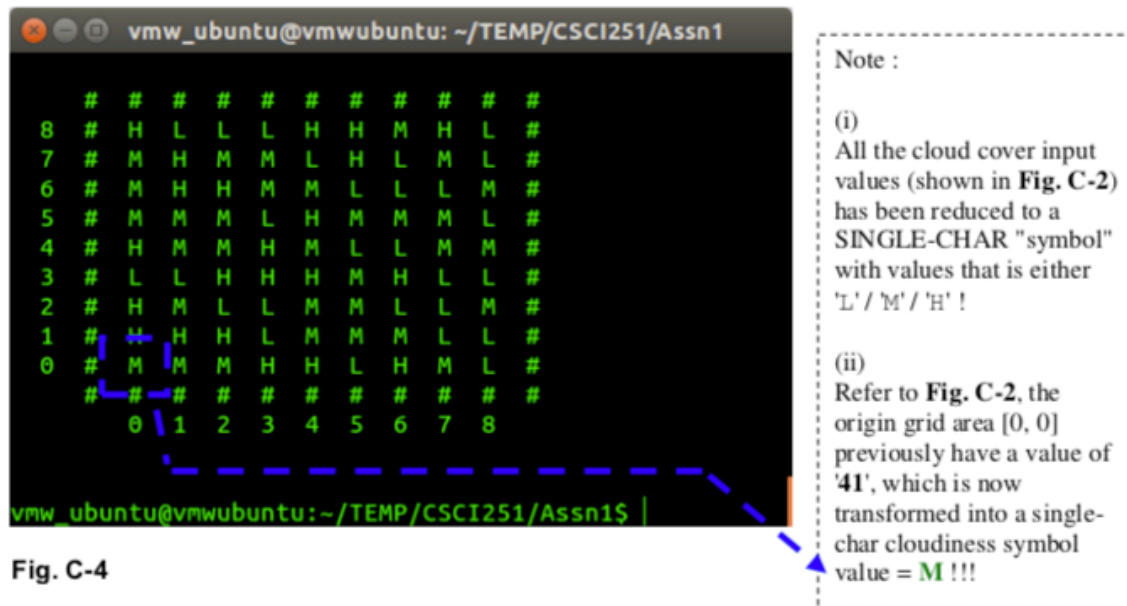 vmw_ubuntu@vmwubuntu: ~/TEMP/CSCI251/Assn1
# # # # # # # # # # #
8 # H L L L H H M H L #
7 # M H M M L H L M L #
6 # M H H M M L L L M #
5 # M M M L H M M M L #
4 # H M M H M L L M M #
3 # L L H H H M H L L #
2 # H M L L M M L L M #
1 # H H H L M M M L L #
0 # M M M H H L H M L #
# # # # # # # # # # #
0 1 2 3 4 5 6 7 8
vmw_ubuntu@vmwubuntu:~/TEMP/CSCI251/Assn1$
Fig. C-4
Note :
(i)
All the cloud cover input
values (shown in Fig. C-2)
has been reduced to a
SINGLE-CHAR "symbol"
with values that is either
'L' / 'M' / 'H' !
(ii)
Refer to Fig. C-2, the
origin grid area [0, 0]
previously have a value of
'41', which is now
transformed into a single-
char cloudiness symbol
value = M !!!